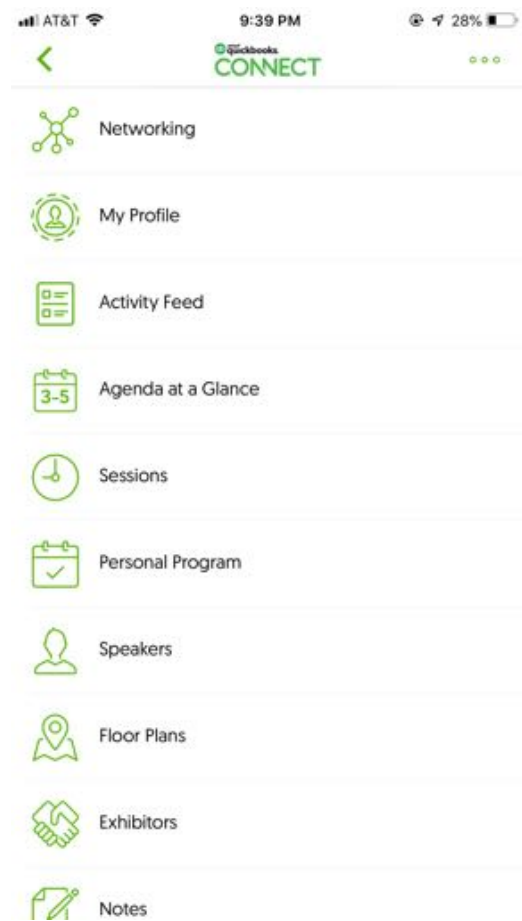 AT&T 9:39 PM 28%
quickbooks.
CONNECT
Networking
My Profile
Activity Feed
3-5 Agenda at a Glance
Sessions
Personal Program
Speakers
Floor Plans
Exhibitors
Notes